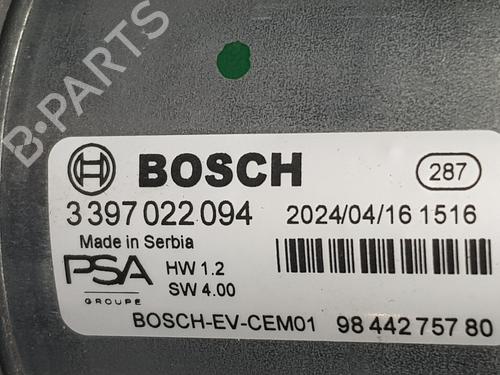 B-PARTS
BOSCH 287
3 397 022 094 2024/04/16 1516
Made in Serbia
PSA HW 1.2
GROUPE SW 4.00
BOSCH-EV-CEM01 98 442 757 80